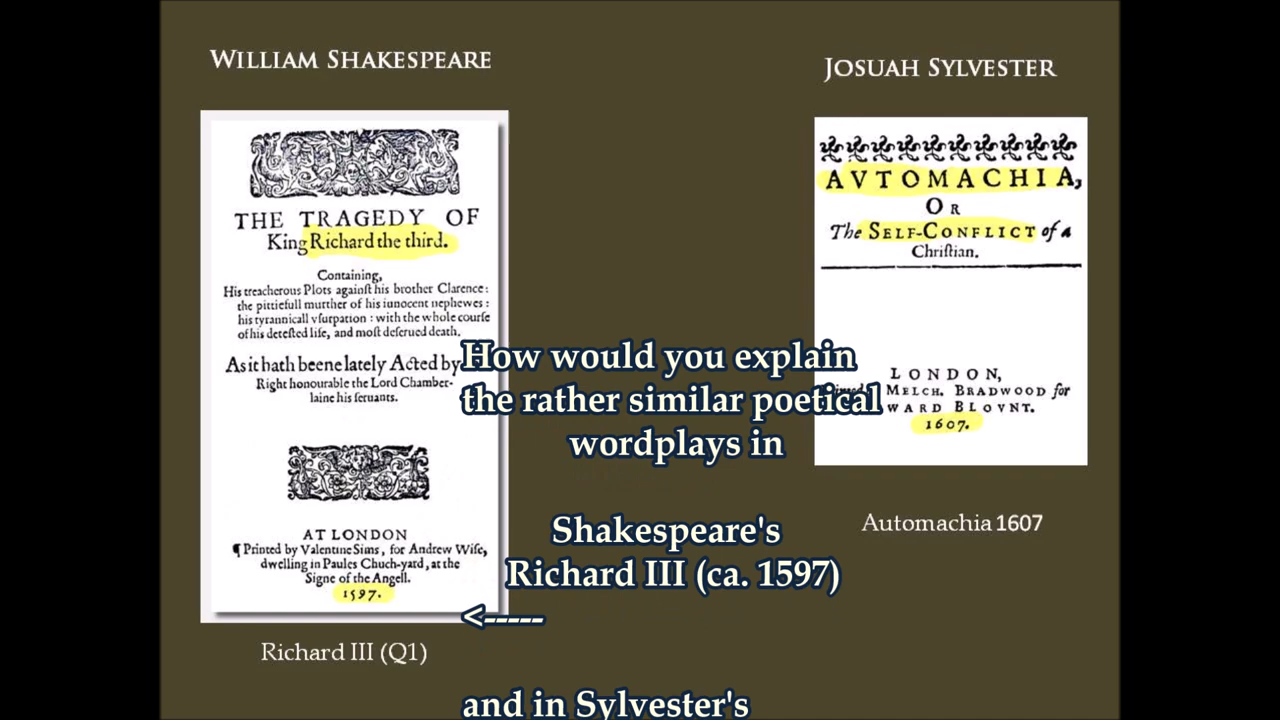 WILLIAM SHAKESPEARE
THE TRAGEDY OF
King Richard the third.
Containing,
His treacherous Plots againſt his brother Clarence:
the pittiefull murther of his iunocent nephewes:
his tyrannicall vſurpation: with the whole courſe
of his deteſted life, and moſt deſerued death.
As it hath beene lately Acted by
Right honourable the Lord Chamber-
laine his ſeruants.
AT LONDON
¶ Printed by Valentine Sims, for Andrew Wiſe,
dwelling in Paules Chuch-yard, at the
Signe of the Angell.
1597.
Richard III (Q1)
JOSUAH SYLVESTER
AVTOMACHIA,
OR
The SELF-CONFLICT of a
Chriſtian.
LONDON,
MELCH. BRADWOOD for
WARD BLOVNT.
1607.
Automachia 1607
How would you explain
the rather similar poetical
wordplays in
Shakespeare's
Richard III (ca. 1597)
<-----
and in Sylvester's